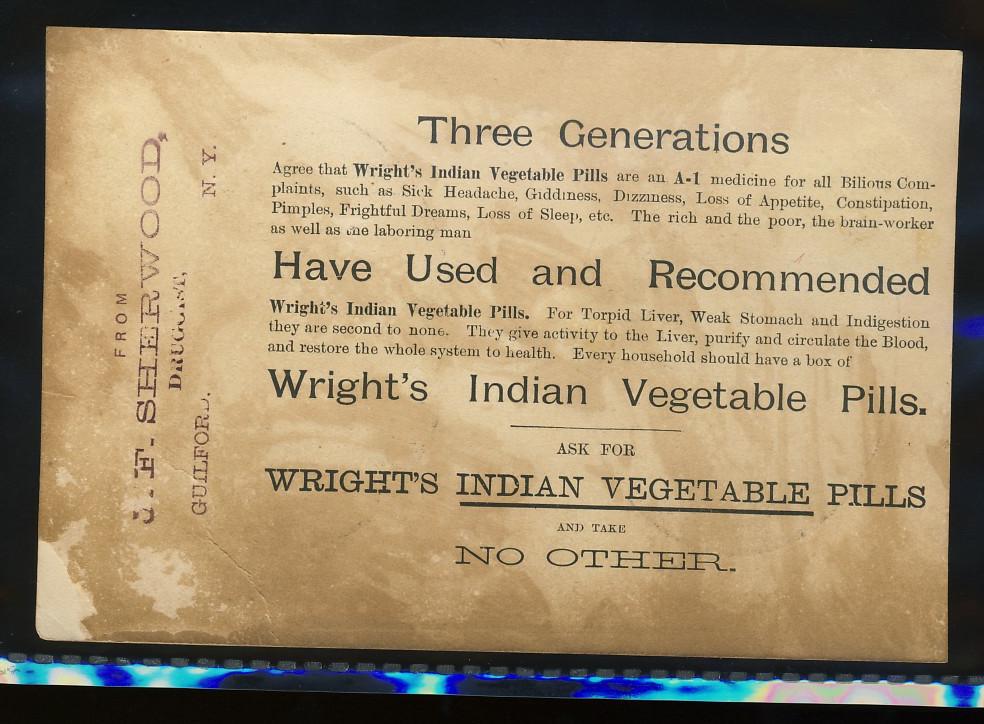 Three Generations
Agree that Wright's Indian Vegetable Pills are an A-1 medicine for all Bilious Com-
plaints, such as Sick Headache, Giddiness, Dizziness, Loss of Appetite, Constipation,
Pimples, Frightful Dreams, Loss of Sleep, etc. The rich and the poor, the brain-worker
as well as the laboring man
Have Used and Recommended
Wright's Indian Vegetable Pills. For Torpid Liver, Weak Stomach and Indigestion
they are second to none. They give activity to the Liver, purify and circulate the Blood,
and restore the whole system to health. Every household should have a box of
Wright's Indian Vegetable Pills.
ASK FOR
WRIGHT'S INDIAN VEGETABLE PILLS
AND TAKE
NO OTHER.
FROM
J. F. SHERWOOD,
DRUGGIST,
GUILFORD. N. Y.